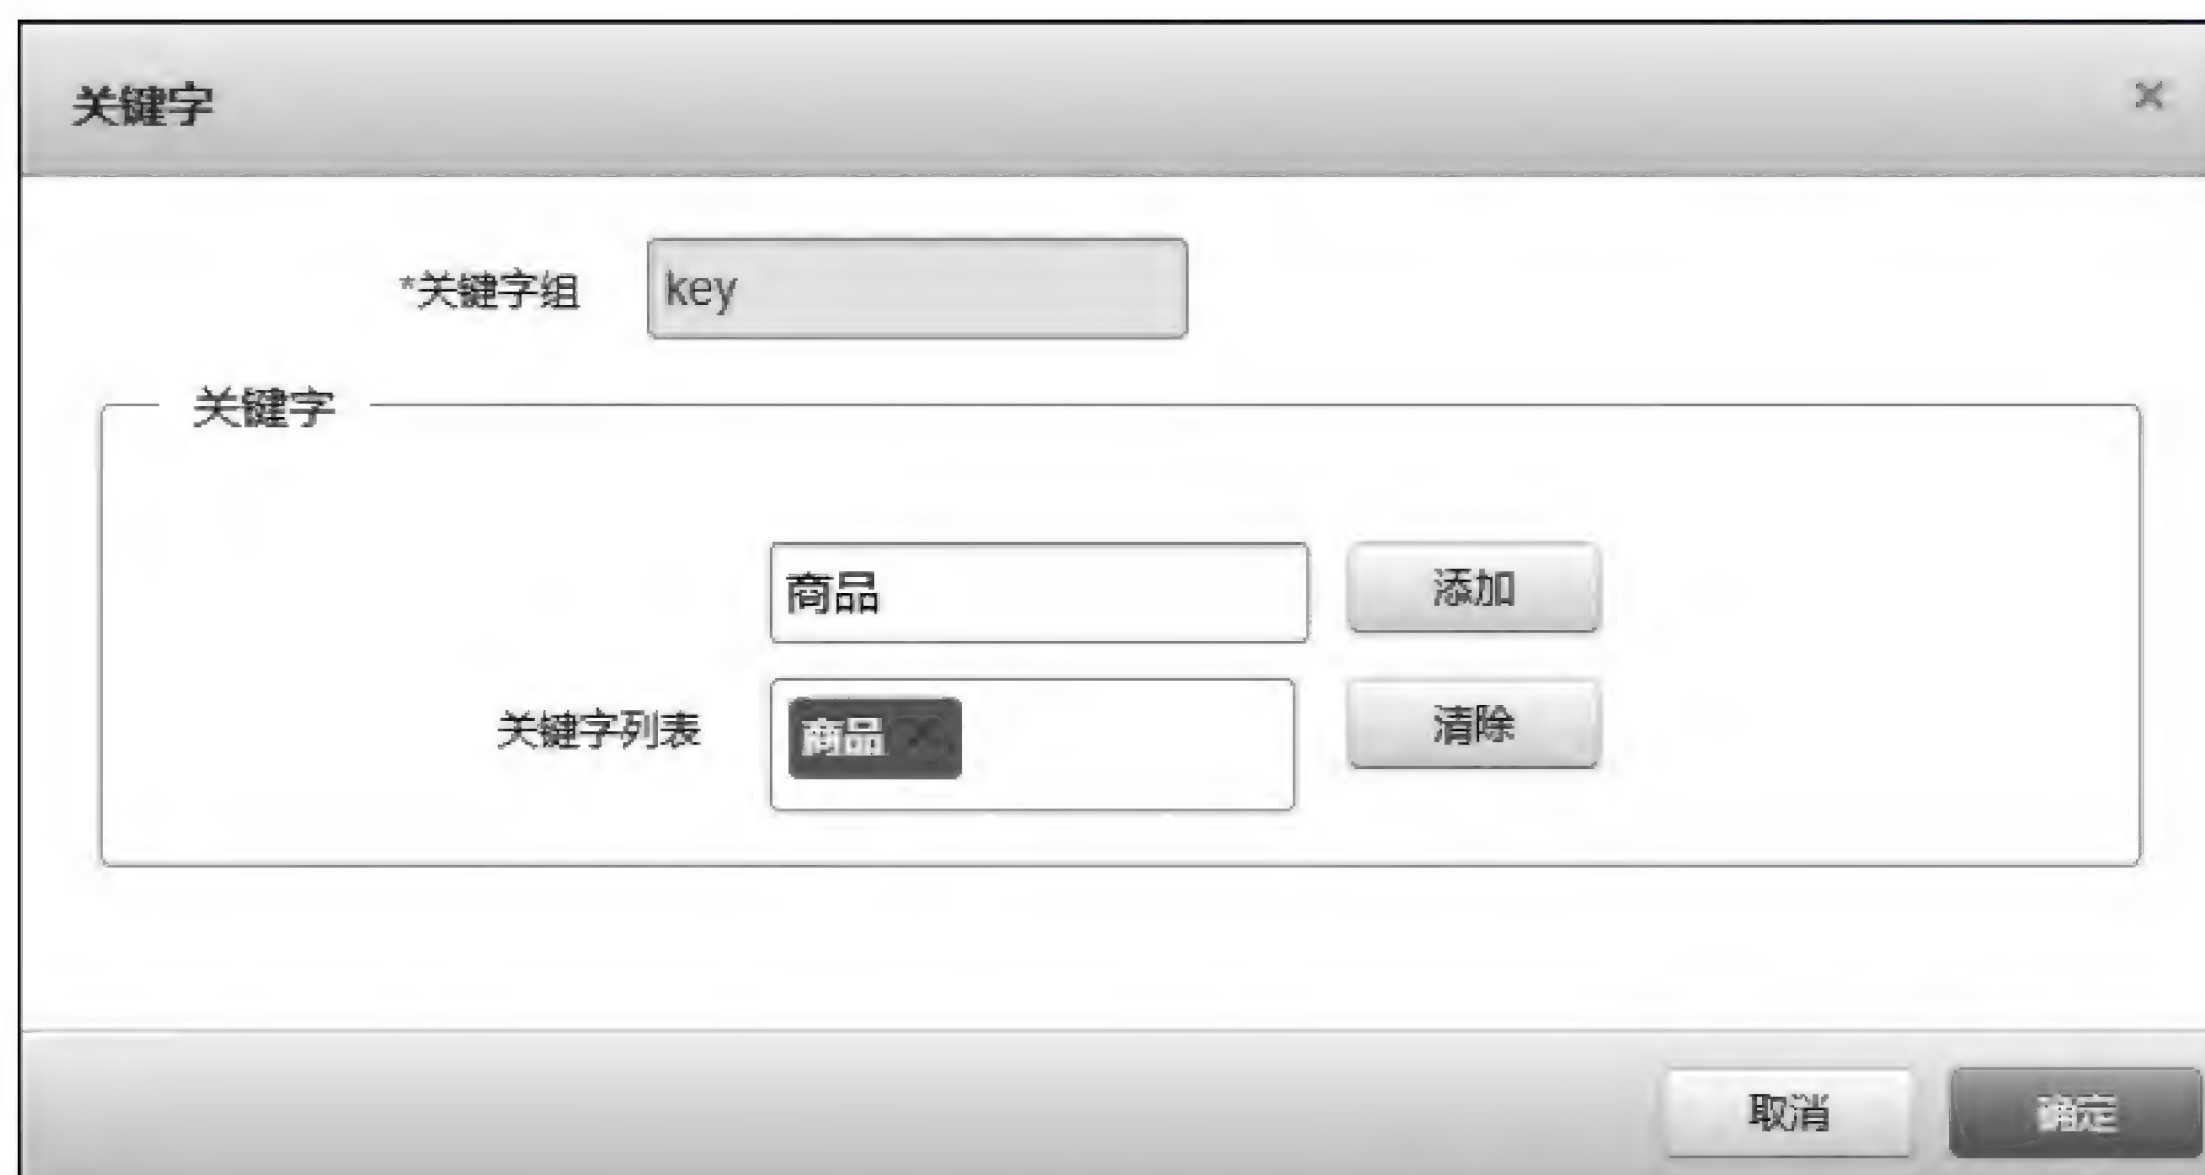 关键字
*关键字组 key
关键字
商品 添加
关键字列表 商品 清除
取消 确定